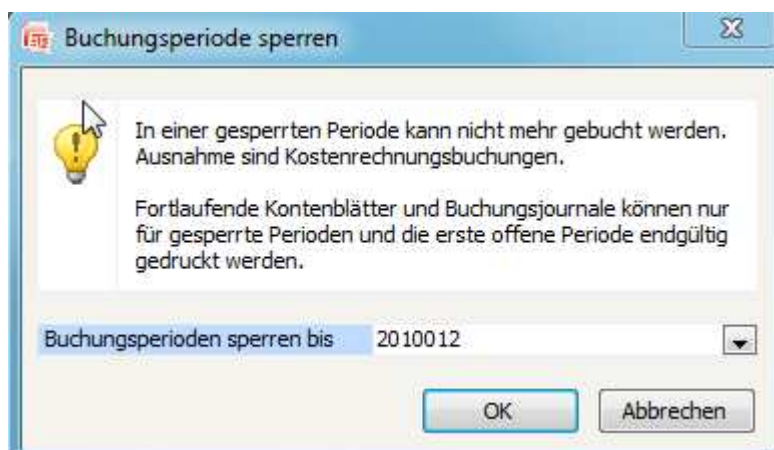 Buchungsperiode sperren
In einer gesperrten Periode kann nicht mehr gebucht werden.
Ausnahme sind Kostenrechnungsbuchungen.
Fortlaufende Kontenblätter und Buchungsjournale können nur
für gesperrte Perioden und die erste offene Periode endgültig
gedruckt werden.
Buchungsperioden sperren bis 2010012
OK Abbrechen